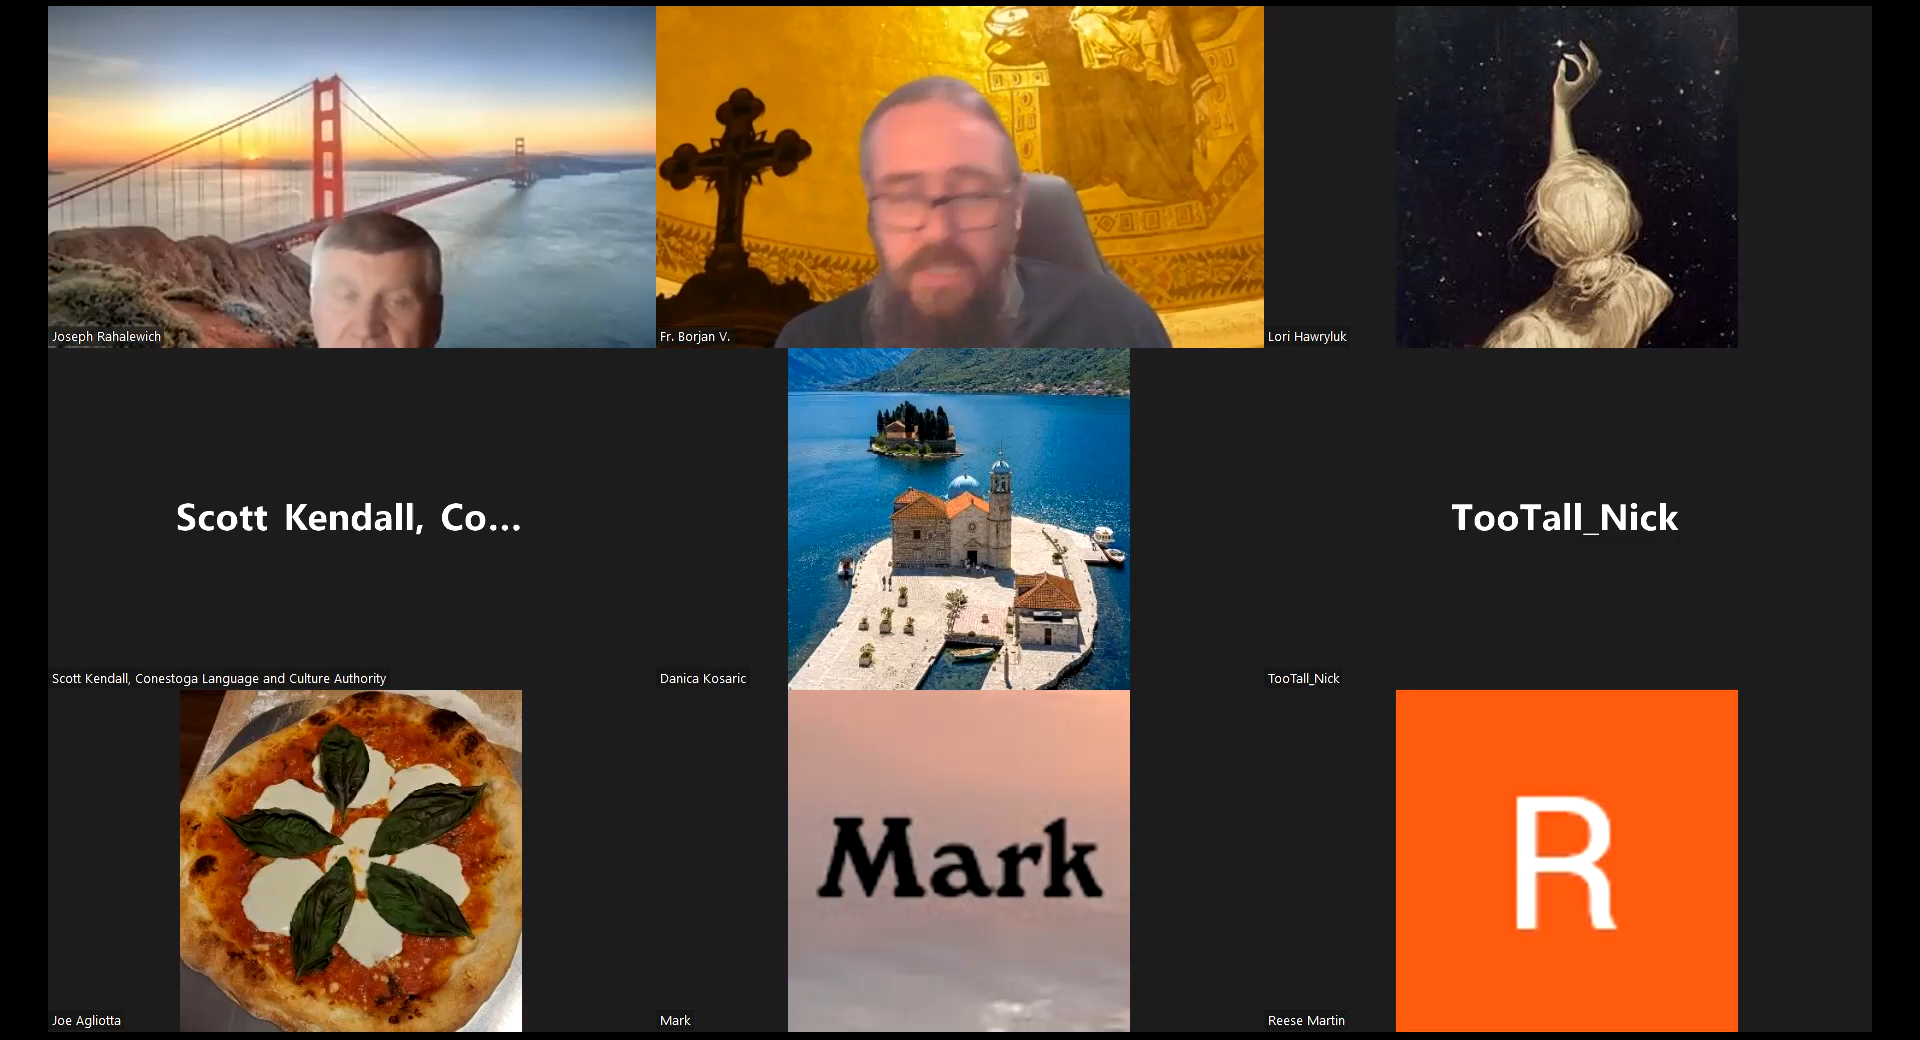 Joseph Rahalewich
Fr. Borjan V.
Lori Hawryluk
Scott Kendall, Co...
TooTall_Nick
Scott Kendall, Conestoga Language and Culture Authority
Danica Kosaric
TooTall_Nick
Mark
R
Joe Agliotta
Mark
Reese Martin